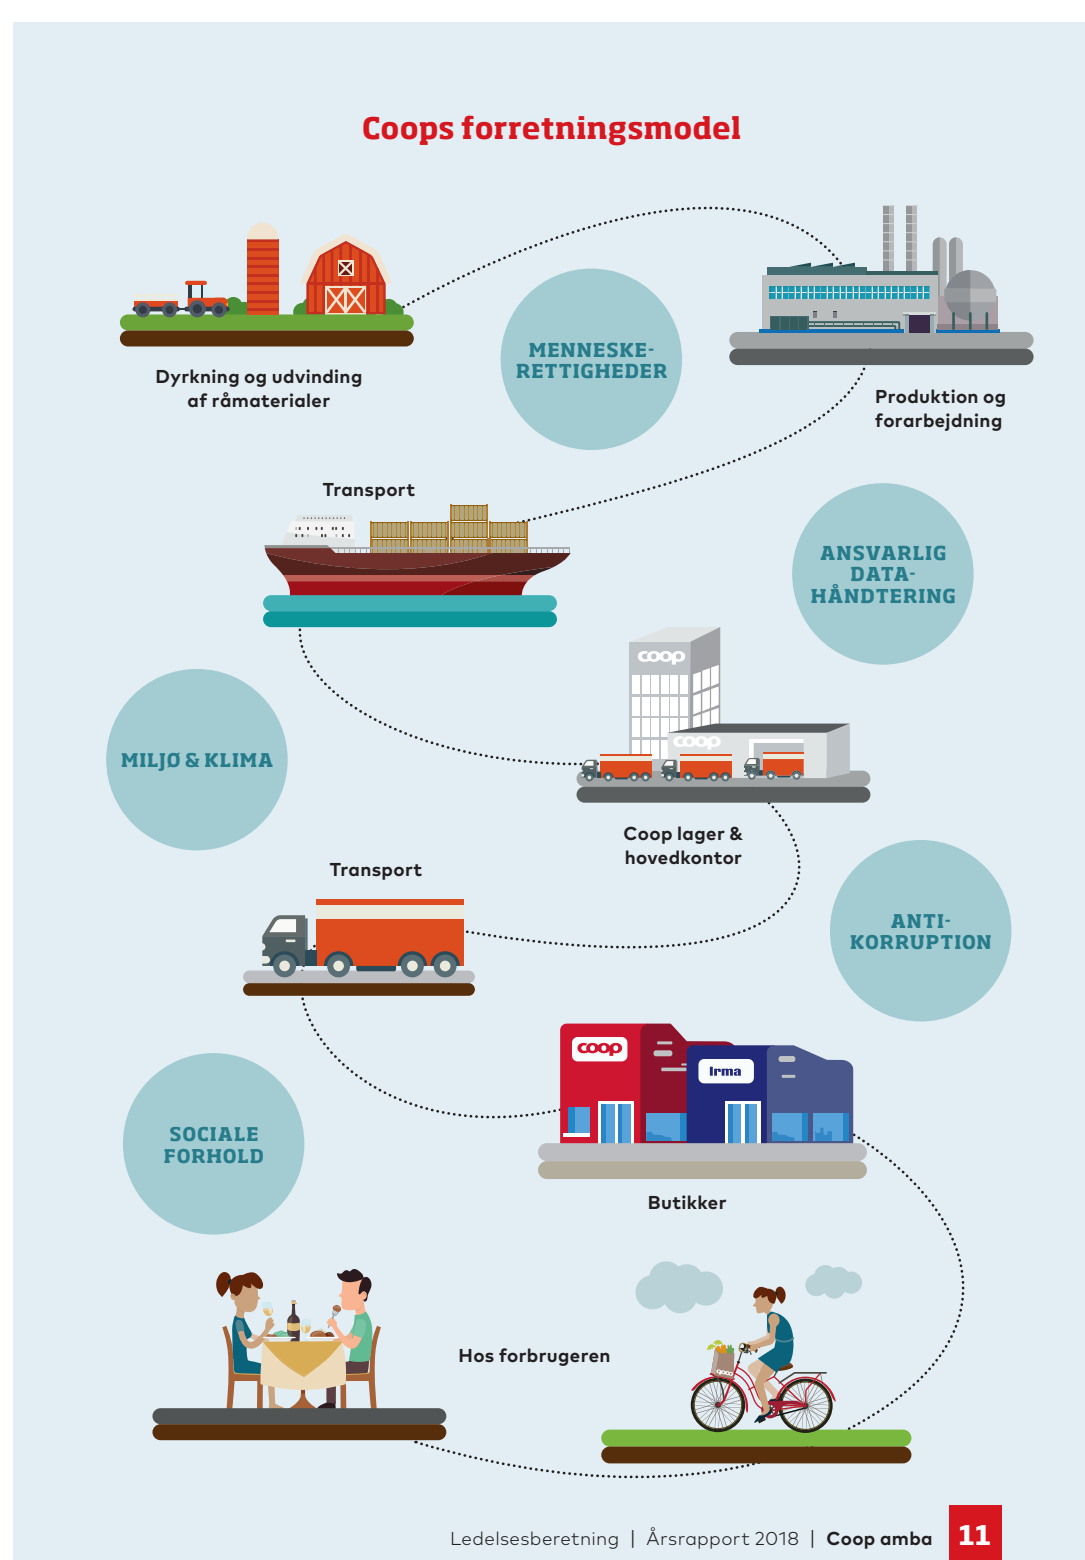 Coops forretningsmodel
MENNESKE-
RETTIGHEDER
Dyrkning og udvinding
af råmaterialer
Produktion og
forarbejdning
Transport
ANSVARLIG
DATA-
HÅNDTERING
coop
coop
MILJØ & KLIMA
Coop lager &
hovedkontor
Transport
ANTI-
KORRUPTION
coop
irma
SOCIALE
FORHOLD
Butikker
Hos forbrugeren
coop
Ledelsesberetning | Årsrapport 2018 | Coop amba 11